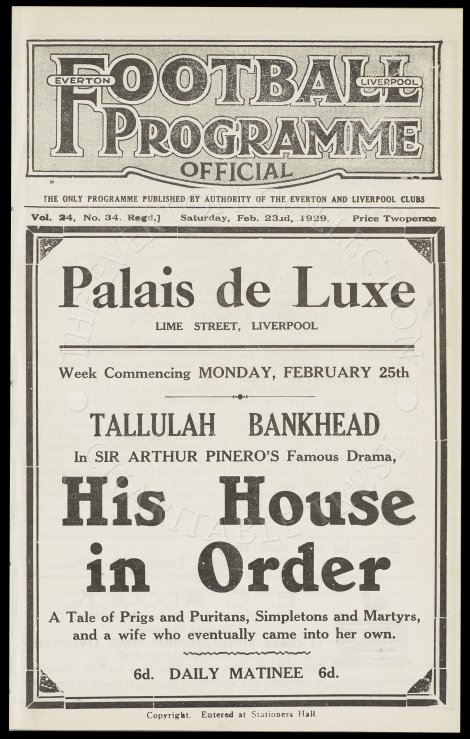 EVERTON FOOTBALL LIVERPOOL
PROGRAMME
OFFICIAL
THE ONLY PROGRAMME PUBLISHED BY AUTHORITY OF THE EVERTON AND LIVERPOOL CLUBS
Vol. 24, No. 34. Regd.] Saturday, Feb. 23rd, 1929. Price Twopence
Palais de Luxe
LIME STREET, LIVERPOOL
Week Commencing MONDAY, FEBRUARY 25th
TALLULAH BANKHEAD
In SIR ARTHUR PINERO'S Famous Drama,
His House
in Order
A Tale of Prigs and Puritans, Simpletons and Martyrs,
and a wife who eventually came into her own.
6d. DAILY MATINEE 6d.
Copyright. Entered at Stationers Hall.